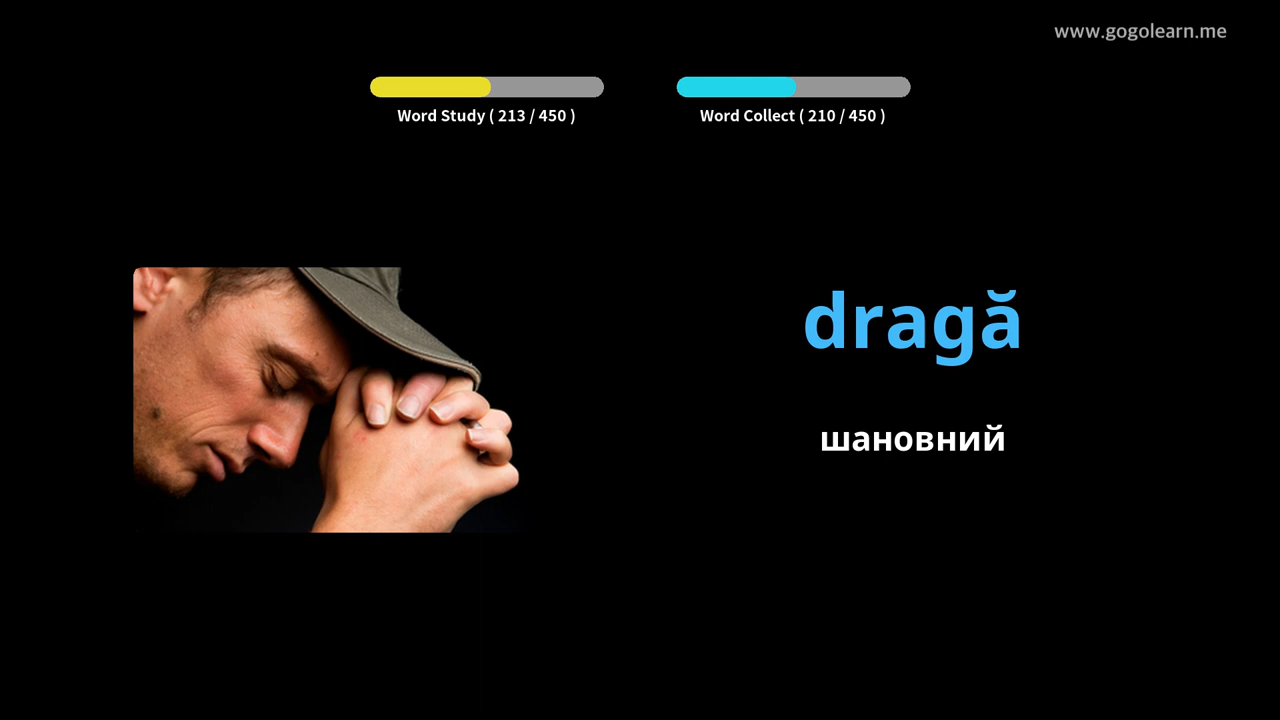 www.gogolearn.me
Word Study ( 213 / 450 )
Word Collect ( 210 / 450 )
dragă
шановний